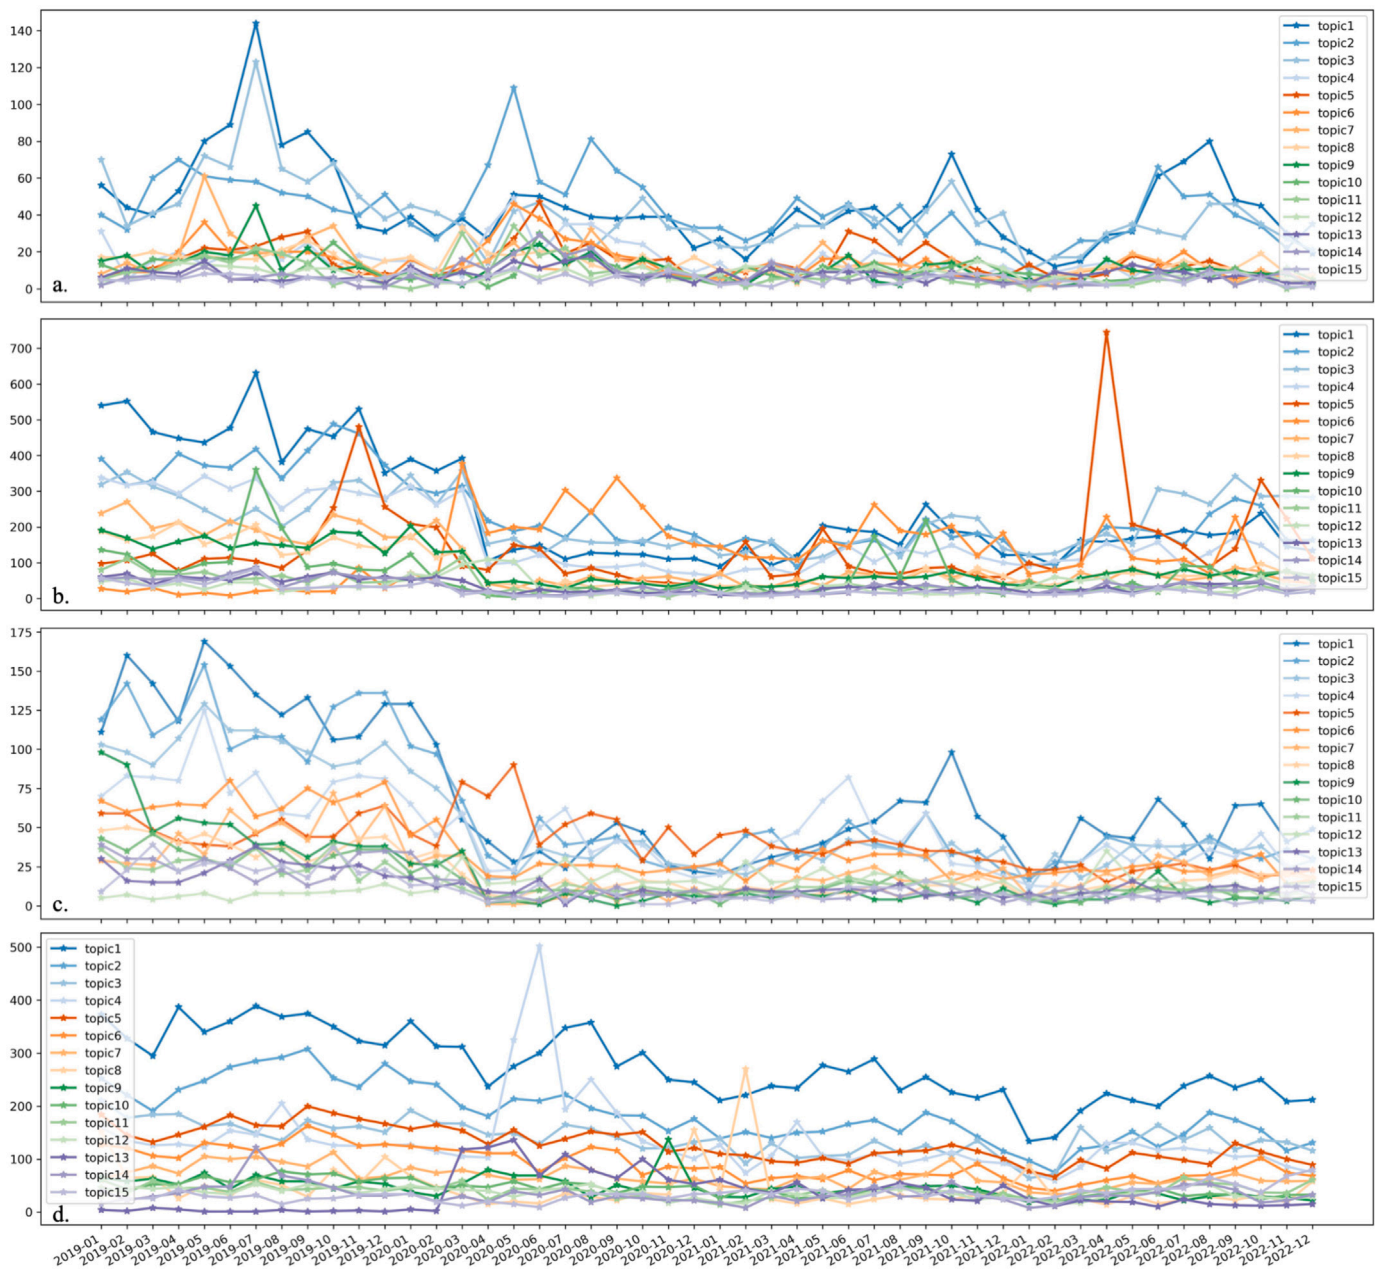 140
120
100
80
60
40
20
0
a.
topic1
topic2
topic3
topic4
topic5
topic6
topic7
topic8
topic9
topic10
topic11
topic12
topic13
topic14
topic15
700
600
500
400
300
200
100
0
b.
topic1
topic2
topic3
topic4
topic5
topic6
topic7
topic8
topic9
topic10
topic11
topic12
topic13
topic14
topic15
175
150
125
100
75
50
25
0
c.
topic1
topic2
topic3
topic4
topic5
topic6
topic7
topic8
topic9
topic10
topic11
topic12
topic13
topic14
topic15
500
400
300
200
100
0
d.
topic1
topic2
topic3
topic4
topic5
topic6
topic7
topic8
topic9
topic10
topic11
topic12
topic13
topic14
topic15
2019-01
2019-02
2019-03
2019-04
2019-05
2019-06
2019-07
2019-08
2019-09
2019-10
2019-11
2019-12
2020-01
2020-02
2020-03
2020-04
2020-05
2020-06
2020-07
2020-08
2020-09
2020-10
2020-11
2020-12
2021-01
2021-02
2021-03
2021-04
2021-05
2021-06
2021-07
2021-08
2021-09
2021-10
2021-11
2021-12
2022-01
2022-02
2022-03
2022-04
2022-05
2022-06
2022-07
2022-08
2022-09
2022-10
2022-11
2022-12